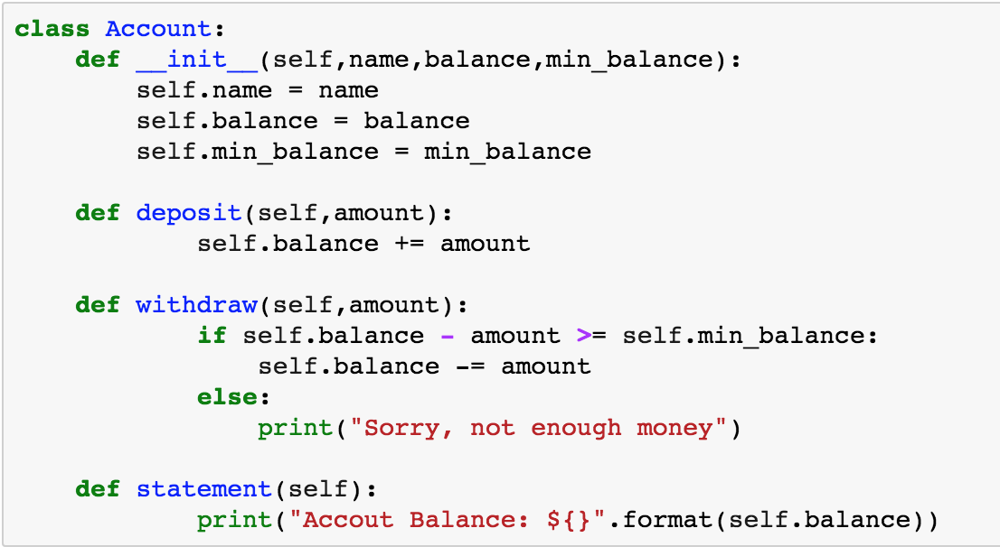 class Account:
    def __init__(self,name,balance,min_balance):
        self.name = name
        self.balance = balance
        self.min_balance = min_balance

    def deposit(self,amount):
            self.balance += amount

    def withdraw(self,amount):
            if self.balance - amount >= self.min_balance:
                self.balance -= amount
            else:
                print("Sorry, not enough money")

    def statement(self):
            print("Accout Balance: ${}".format(self.balance))